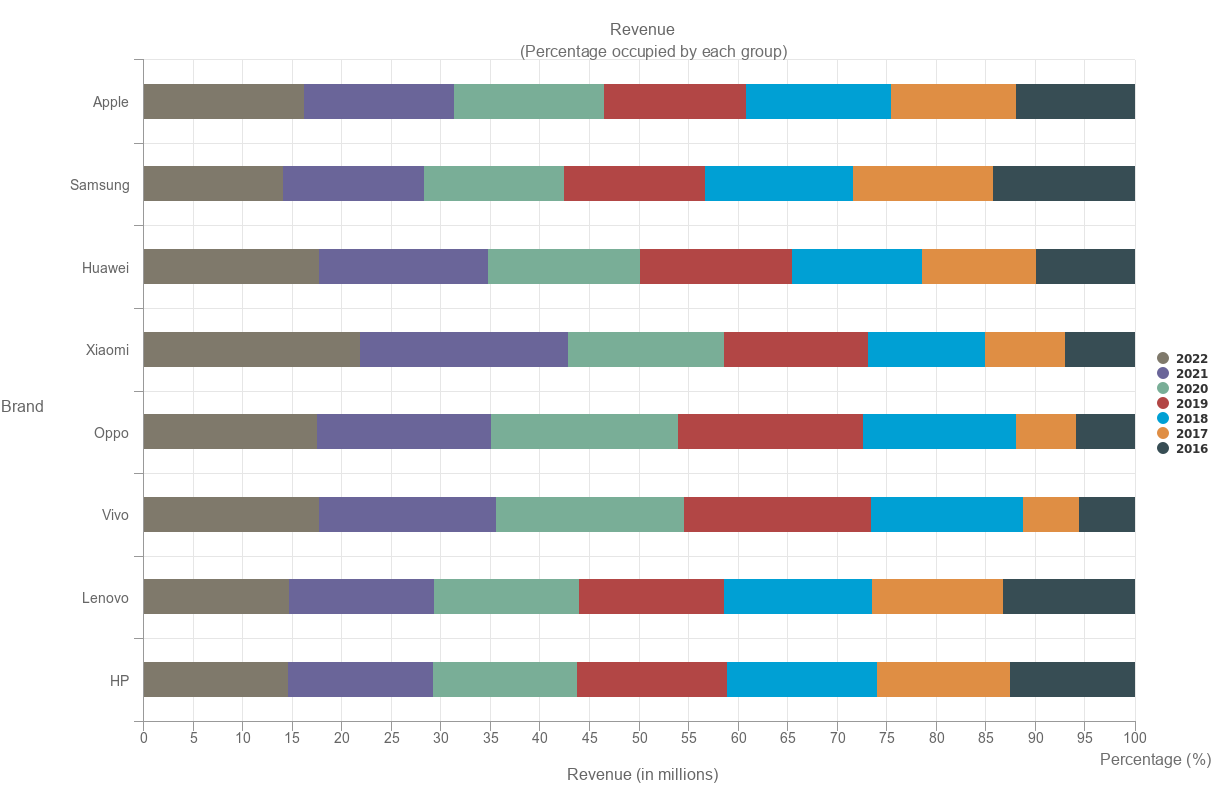 Revenue
(Percentage occupied by each group)
Apple
Samsung
Huawei
Xiaomi
Oppo
Vivo
Lenovo
HP
Brand
2022
2021
2020
2019
2018
2017
2016
0 5 10 15 20 25 30 35 40 45 50 55 60 65 70 75 80 85 90 95 100
Percentage (%)
Revenue (in millions)